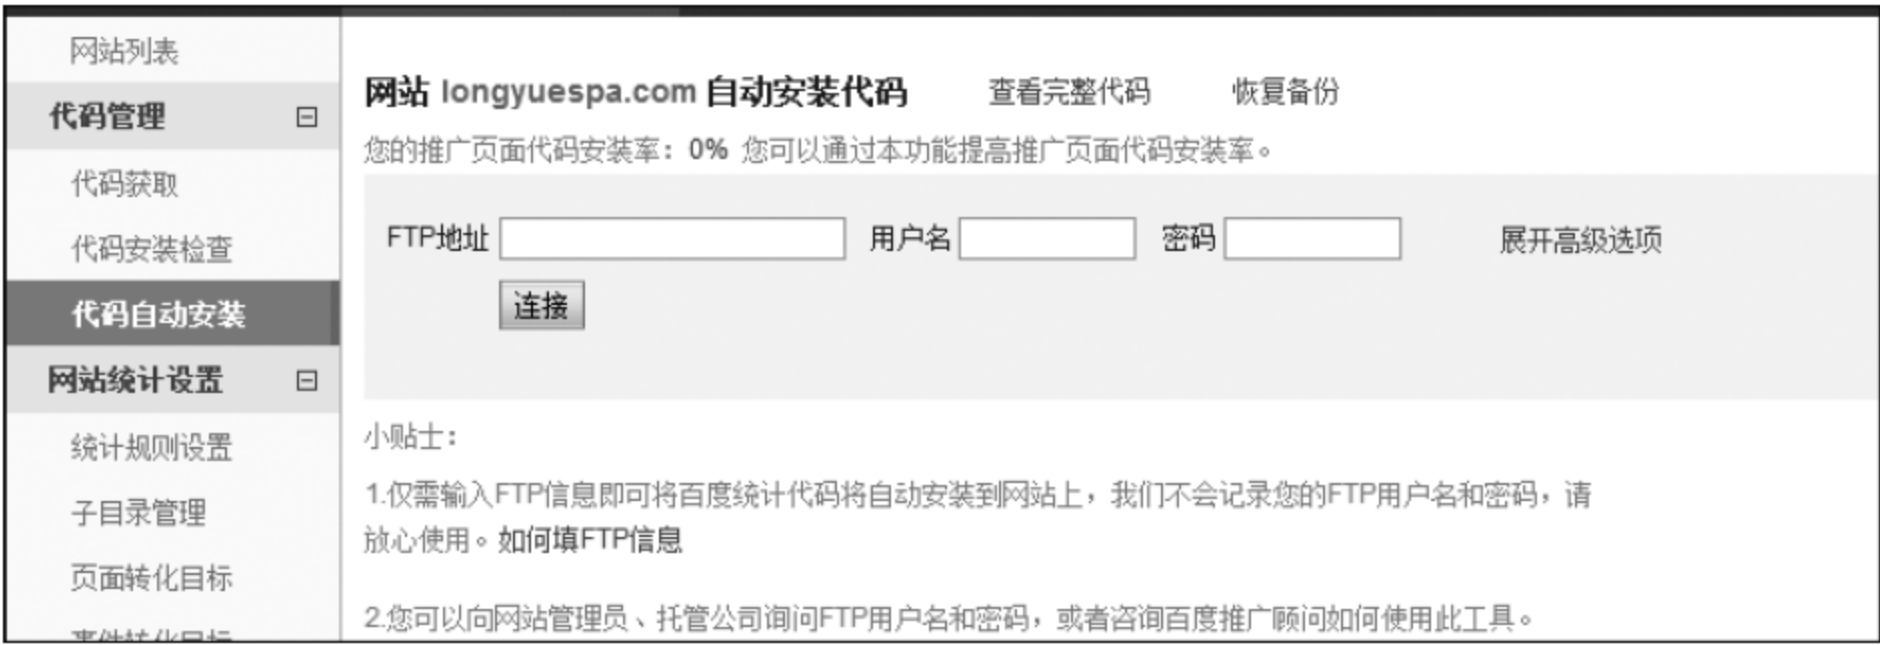 网站列表
代码管理
代码获取
代码安装检查
代码自动安装
网站统计设置
统计规则设置
子目录管理
页面转化目标
事件转化目标
网站 longyuespa.com 自动安装代码 查看完整代码 恢复备份
您的推广页面代码安装率：0% 您可以通过本功能提高推广页面代码安装率。
FTP地址 用户名 密码 展开高级选项
连接
小贴士：
1.仅需输入FTP信息即可将百度统计代码将自动安装到网站上，我们不会记录您的FTP用户名和密码，请
放心使用。如何填FTP信息
2.您可以向网站管理员、托管公司询问FTP用户名和密码，或者咨询百度推广顾问如何使用此工具。